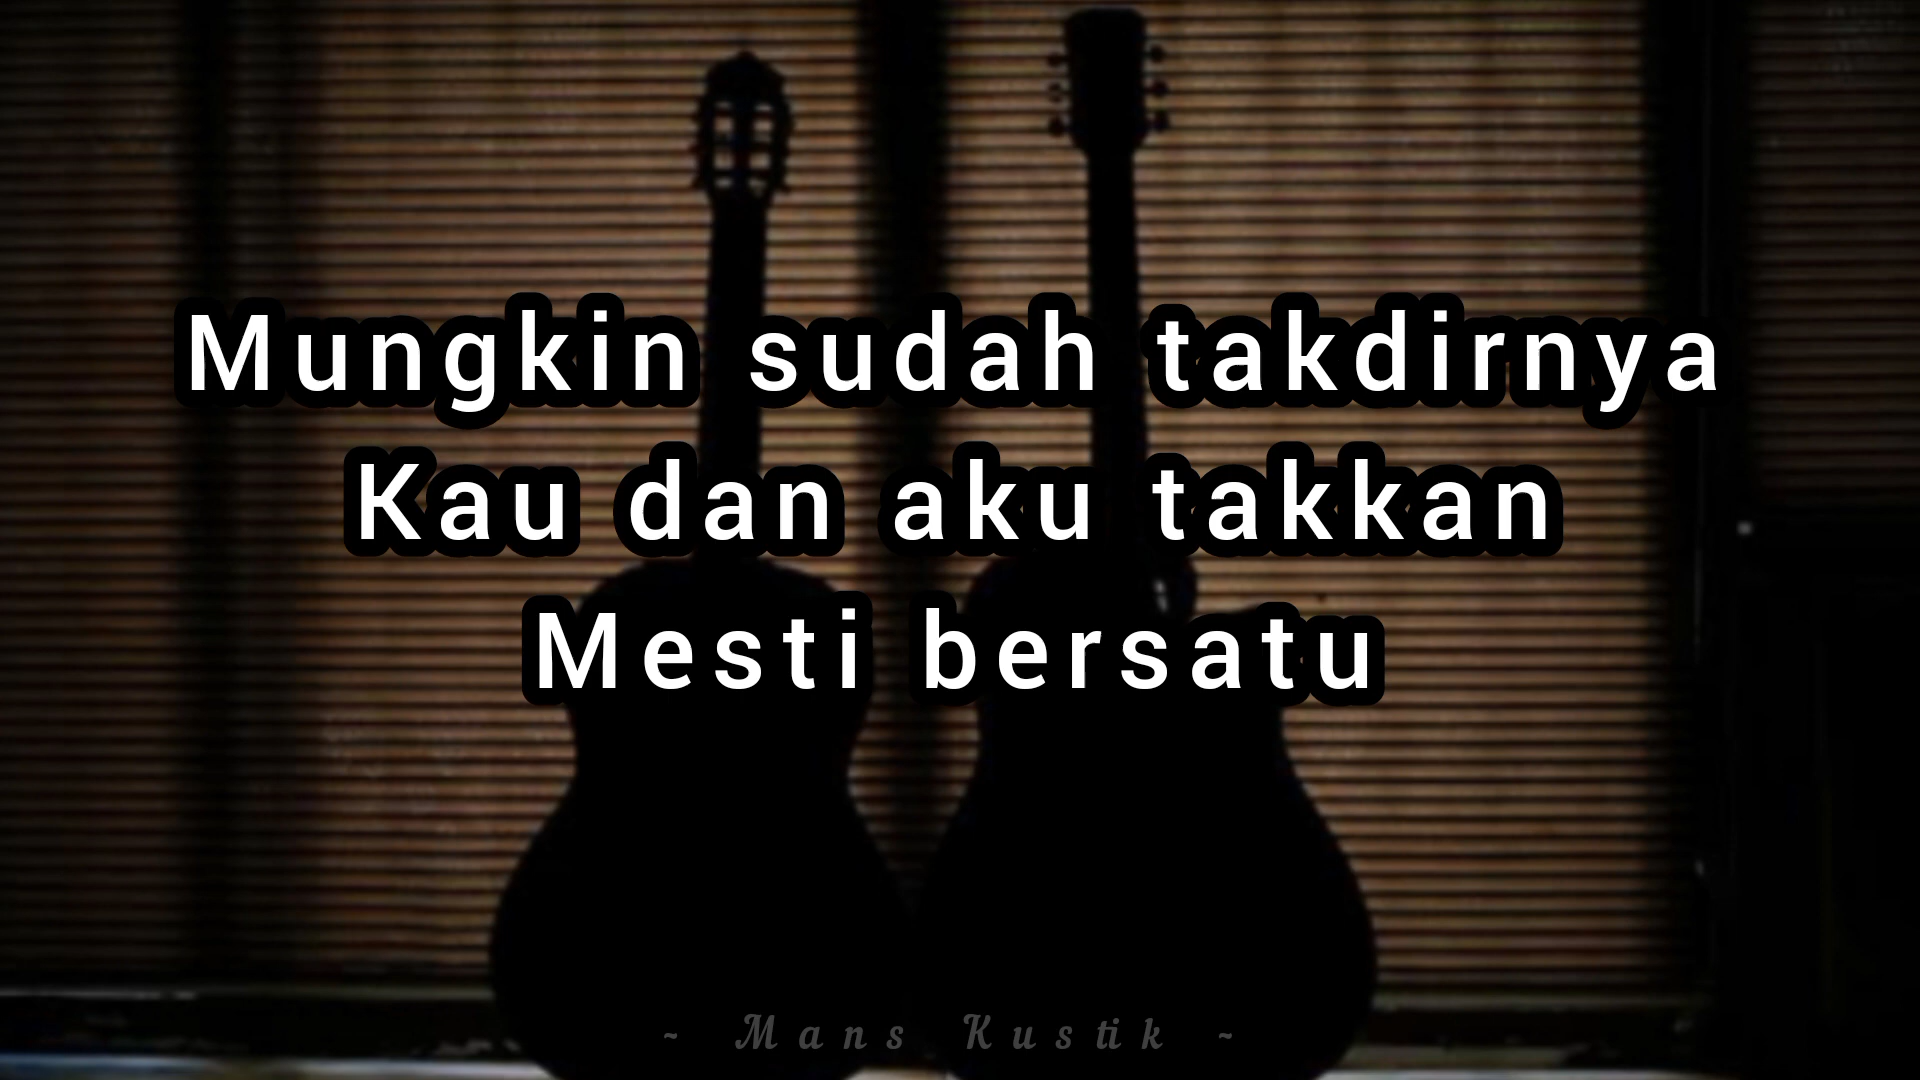 Mungkin sudah takdirnya
Kau dan aku takkan
Mesti bersatu
~ Mans Kustik ~